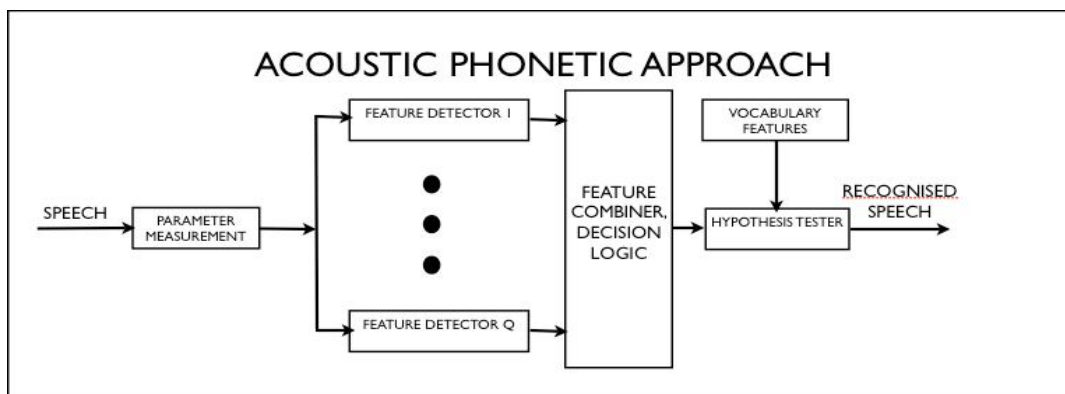 ACOUSTIC PHONETIC APPROACH
FEATURE DETECTOR 1
VOCABULARY
FEATURES
SPEECH
PARAMETER
MEASUREMENT
FEATURE
COMBINER,
DECISION
LOGIC
HYPOTHESIS TESTER
RECOGNISED
SPEECH
FEATURE DETECTOR Q